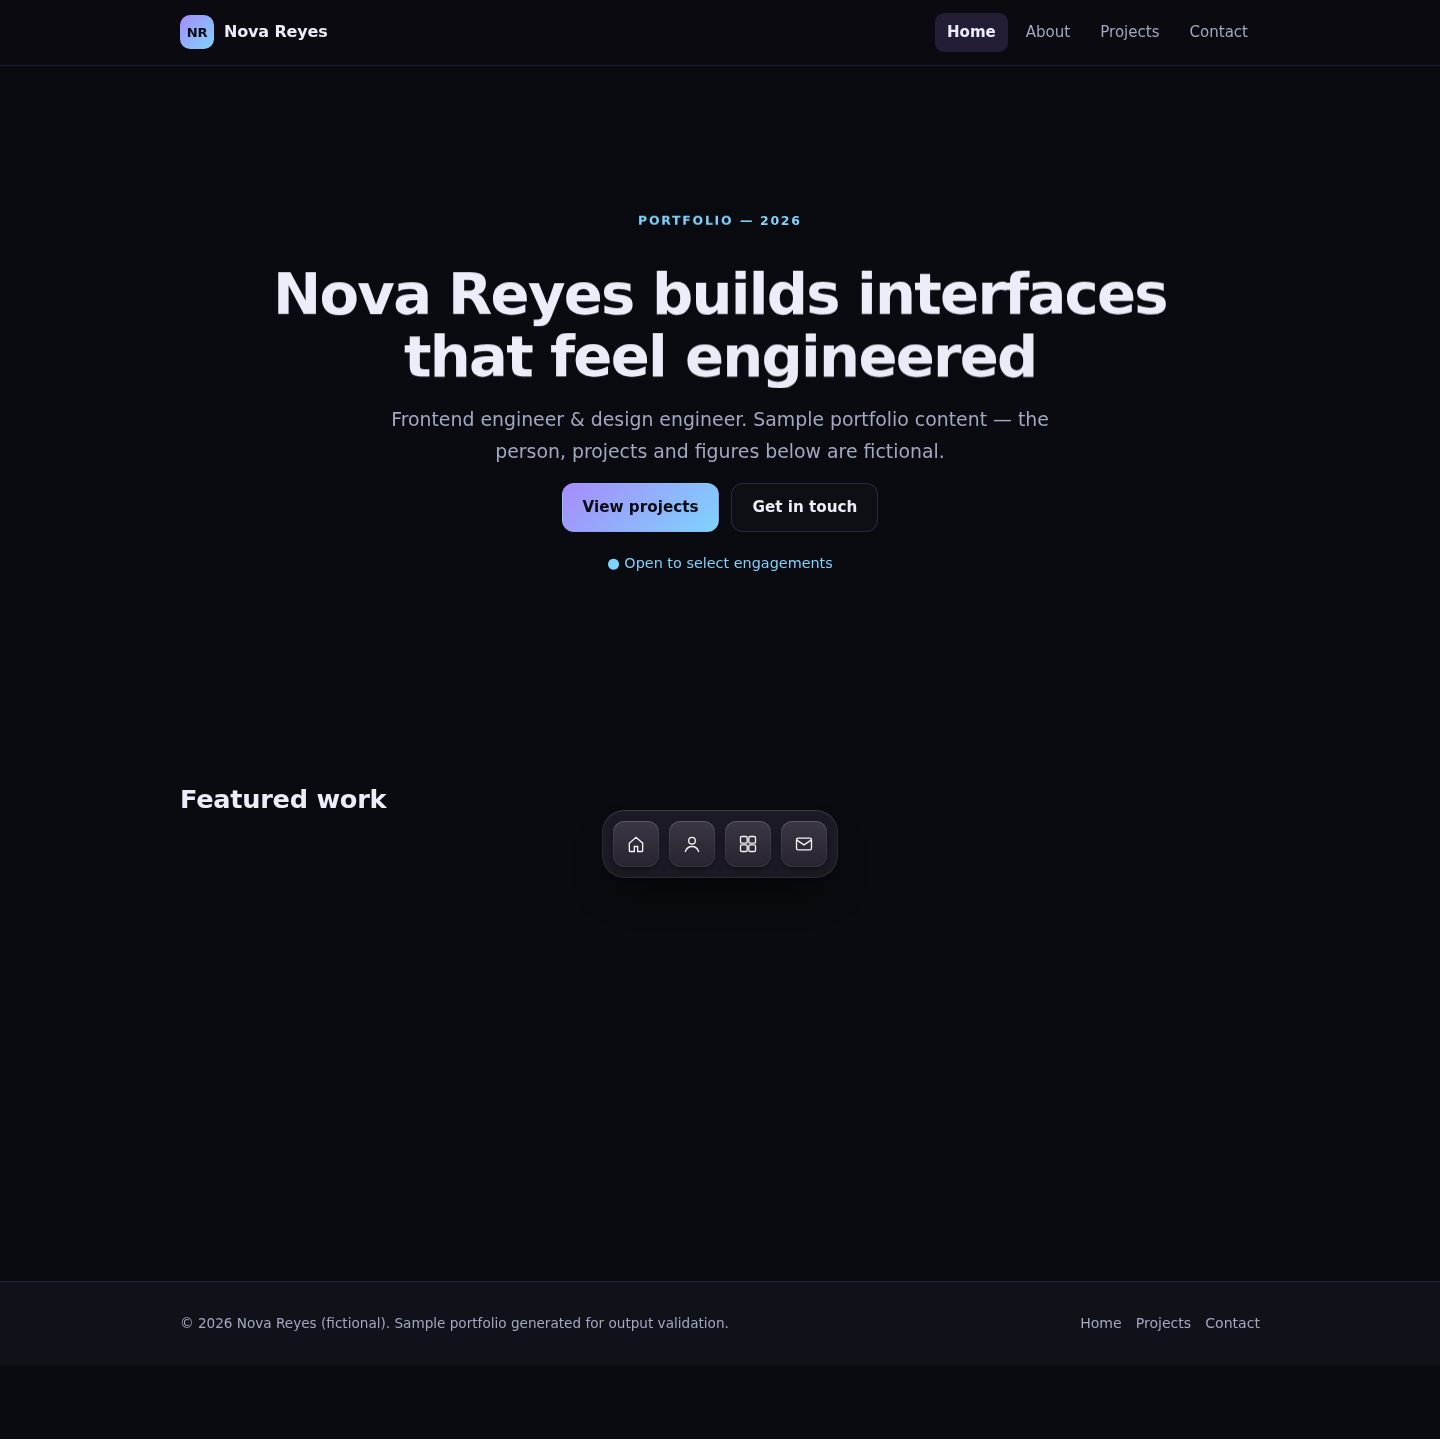 NR Nova Reyes
Home About Projects Contact
PORTFOLIO — 2026
Nova Reyes builds interfaces
that feel engineered
Frontend engineer & design engineer. Sample portfolio content — the
person, projects and figures below are fictional.
View projects Get in touch
Open to select engagements
Featured work
© 2026 Nova Reyes (fictional). Sample portfolio generated for output validation.
Home Projects Contact